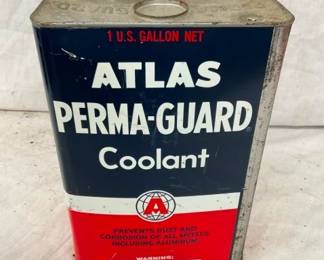 1 U.S. GALLON NET
ATLAS
PERMA-GUARD
Coolant
A
PREVENTS RUST AND
CORROSION OF ALL METALS
INCLUDING ALUMINUM
WARNING: